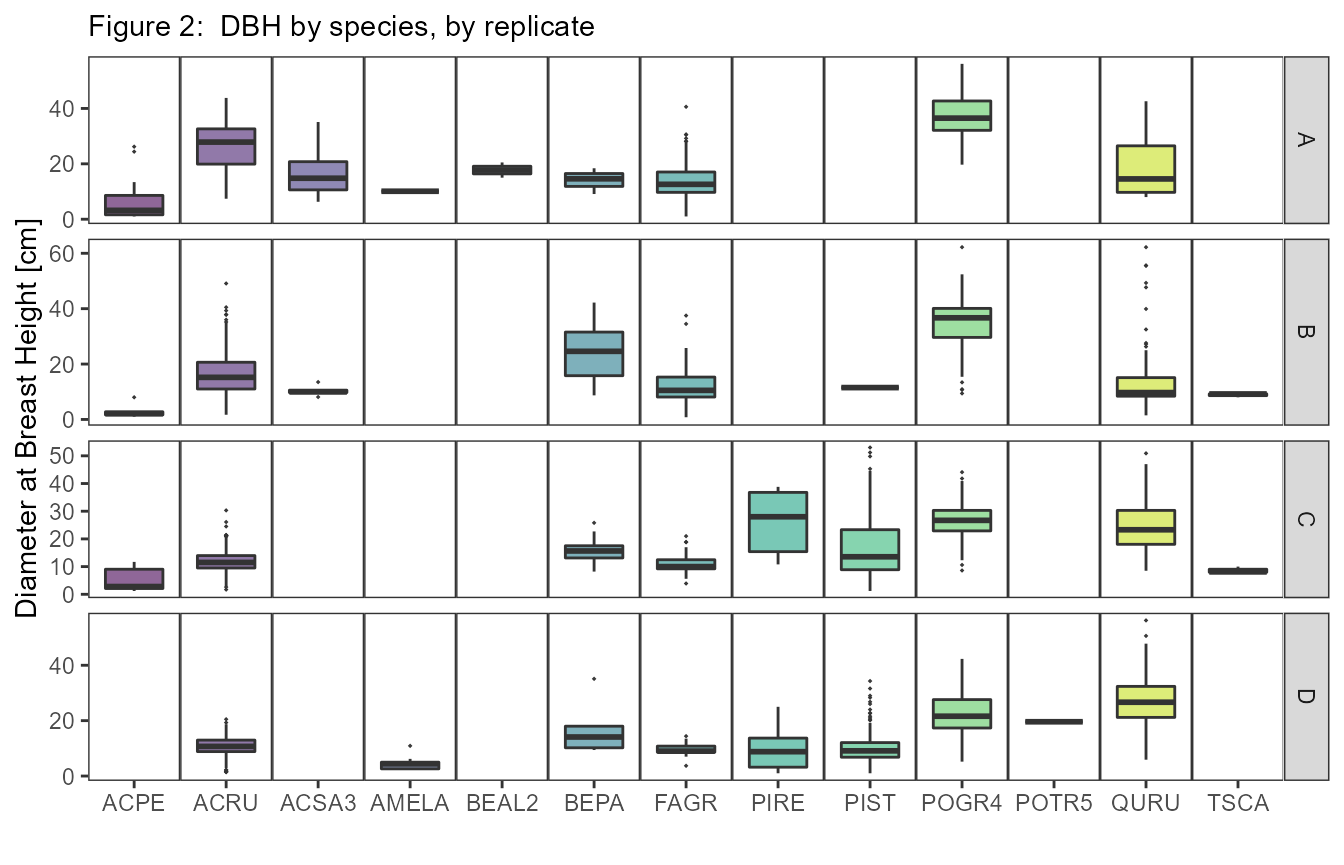 Figure 2:  DBH by species, by replicate
Diameter at Breast Height [cm]
40
20
0
A
60
40
20
0
B
50
40
30
20
10
0
C
40
20
0
D
ACPE ACRU ACSA3 AMELA BEAL2 BEPA FAGR PIRE PIST POGR4 POTR5 QURU TSCA